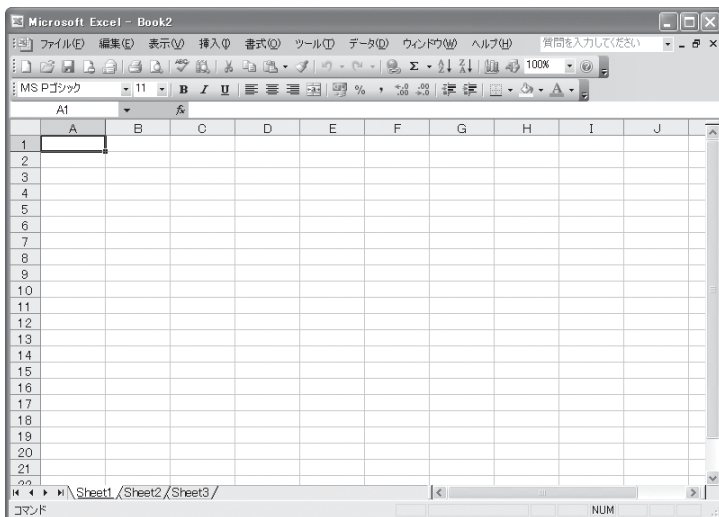 Microsoft Excel - Book2
ファイル(F) 編集(E) 表示(V) 挿入(I) 書式(O) ツール(T) データ(D) ウィンドウ(W) ヘルプ(H) 質問を入力してください
Σ 100%
MS Pゴシック 11 B I U % , A
A1 fx
A B C D E F G H I J
1
2
3
4
5
6
7
8
9
10
11
12
13
14
15
16
17
18
19
20
21
22
Sheet1 Sheet2 Sheet3
コマンド NUM